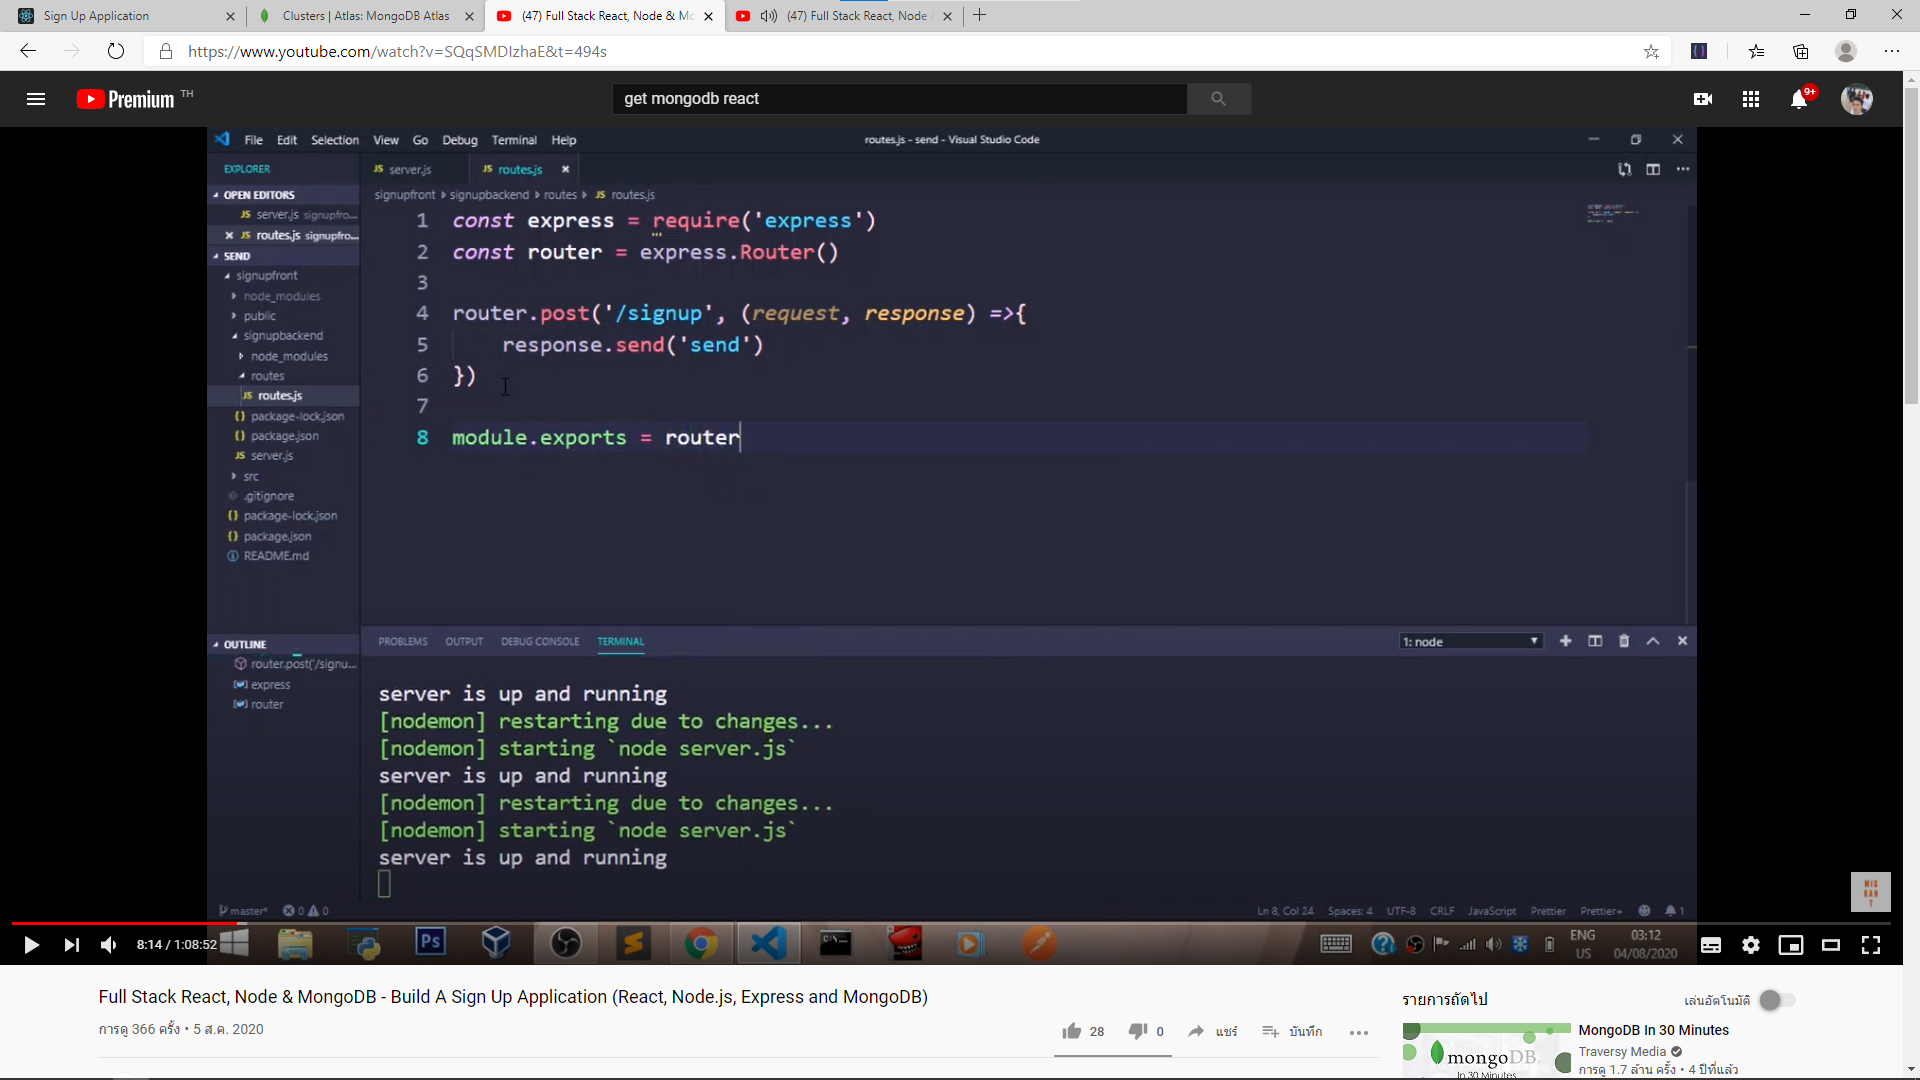 Sign Up Application
Clusters | Atlas: MongoDB Atlas
(47) Full Stack React, Node & Mo
(47) Full Stack React, Node &
https://www.youtube.com/watch?v=SQqSMDIzhaE&t=494s
Premium TH
get mongodb react
9+
File Edit Selection View Go Debug Terminal Help
routes.js - send - Visual Studio Code
EXPLORER
JS server.js
JS routes.js
OPEN EDITORS
signupfront signupbackend routes JS routes.js
JS server.js signupfro...
JS routes.js signupfro...
SEND
signupfront
node_modules
public
signupbackend
node_modules
routes
JS routes.js
{} package-lock.json
{} package.json
JS server.js
src
.gitignore
{} package-lock.json
{} package.json
README.md
1 const express = require('express')
2 const router = express.Router()
3
4 router.post('/signup', (request, response) =>{
5 response.send('send')
6 })
7
8 module.exports = router
OUTLINE
router.post('/signu...
express
router
PROBLEMS OUTPUT DEBUG CONSOLE TERMINAL
1: node
server is up and running
[nodemon] restarting due to changes...
[nodemon] starting `node server.js`
server is up and running
[nodemon] restarting due to changes...
[nodemon] starting `node server.js`
server is up and running
MIG
RAN
T
master* 0 0
Ln 8, Col 24 Spaces: 4 UTF-8 CRLF JavaScript Prettier Prettier+ 1
8:14 / 1:08:52
Ps
ENG
US
03:12
04/08/2020
Full Stack React, Node & MongoDB - Build A Sign Up Application (React, Node.js, Express and MongoDB)
การดู 366 ครั้ง • 5 ส.ค. 2020
28 0 แชร์ บันทึก
รายการถัดไป
เล่นอัตโนมัติ
mongoDB
In 30 Minutes
MongoDB In 30 Minutes
Traversy Media
การดู 1.7 ล้าน ครั้ง • 4 ปีที่แล้ว